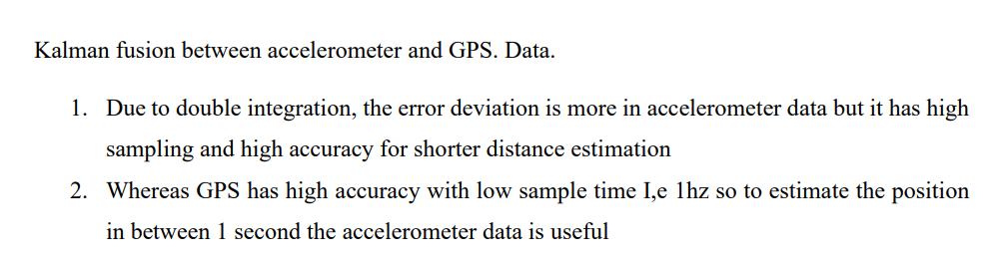 Kalman fusion between accelerometer and GPS. Data.
1. Due to double integration, the error deviation is more in accelerometer data but it has high
sampling and high accuracy for shorter distance estimation
2. Whereas GPS has high accuracy with low sample time I,e 1hz so to estimate the position
in between 1 second the accelerometer data is useful